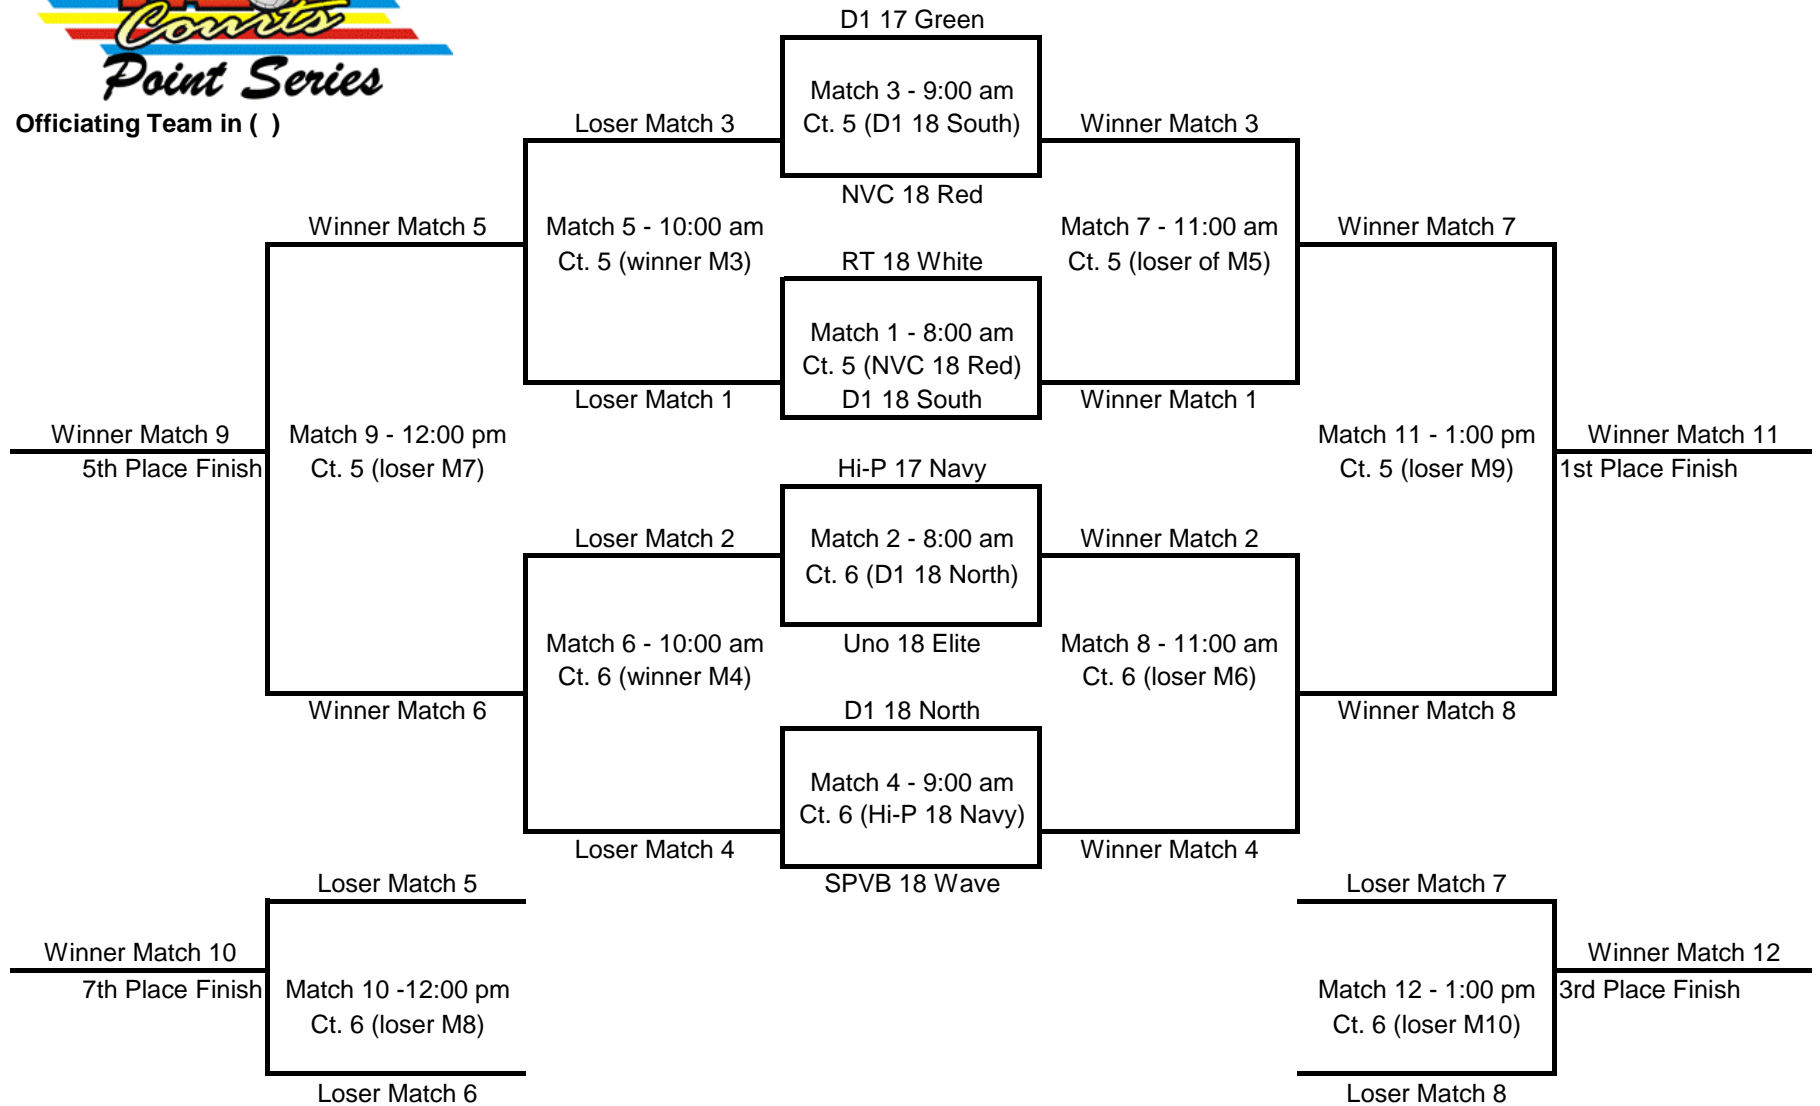 Courts
Point Series
Officiating Team in (  )
D1 17 Green
Match 3 - 9:00 am
Ct. 5 (D1 18 South)
Loser Match 3
Winner Match 3
NVC 18 Red
Winner Match 5
Match 5 - 10:00 am
Ct. 5 (winner M3)
Match 7 - 11:00 am
Ct. 5 (loser of M5)
Winner Match 7
RT 18 White
Match 1 - 8:00 am
Ct. 5 (NVC 18 Red)
D1 18 South
Loser Match 1
Winner Match 1
Winner Match 9
5th Place Finish
Match 9 - 12:00 pm
Ct. 5 (loser M7)
Match 11 - 1:00 pm
Ct. 5 (loser M9)
Winner Match 11
1st Place Finish
Hi-P 17 Navy
Loser Match 2
Match 2 - 8:00 am
Ct. 6 (D1 18 North)
Winner Match 2
Uno 18 Elite
Match 6 - 10:00 am
Ct. 6 (winner M4)
Match 8 - 11:00 am
Ct. 6 (loser M6)
Winner Match 6
D1 18 North
Winner Match 8
Match 4 - 9:00 am
Ct. 6 (Hi-P 18 Navy)
Loser Match 4
Winner Match 4
SPVB 18 Wave
Loser Match 5
Loser Match 7
Winner Match 10
7th Place Finish
Match 10 -12:00 pm
Ct. 6 (loser M8)
Match 12 - 1:00 pm
Ct. 6 (loser M10)
Winner Match 12
3rd Place Finish
Loser Match 6
Loser Match 8